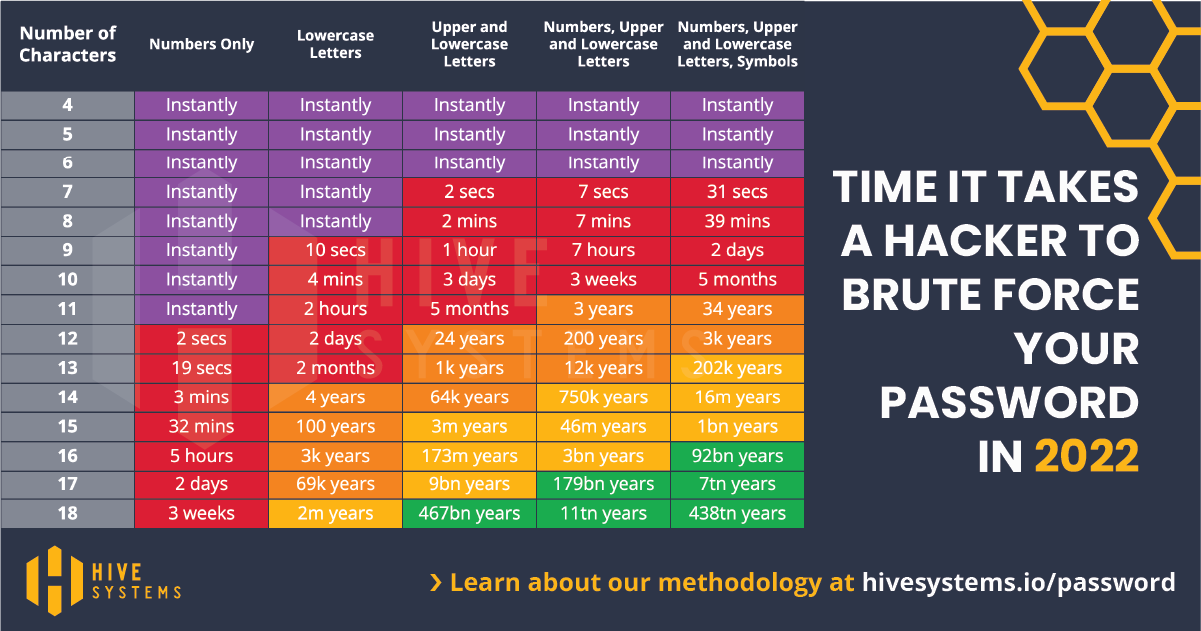 Number of Characters Numbers Only Lowercase Letters Upper and Lowercase Letters Numbers, Upper and Lowercase Letters Numbers, Upper and Lowercase Letters, Symbols
4 Instantly Instantly Instantly Instantly Instantly
5 Instantly Instantly Instantly Instantly Instantly
6 Instantly Instantly Instantly Instantly Instantly
7 Instantly Instantly 2 secs 7 secs 31 secs
8 Instantly Instantly 2 mins 7 mins 39 mins
9 Instantly 10 secs 1 hour 7 hours 2 days
10 Instantly 4 mins 3 days 3 weeks 5 months
11 Instantly 2 hours 5 months 3 years 34 years
12 2 secs 2 days 24 years 200 years 3k years
13 19 secs 2 months 1k years 12k years 202k years
14 3 mins 4 years 64k years 750k years 16m years
15 32 mins 100 years 3m years 46m years 1bn years
16 5 hours 3k years 173m years 3bn years 92bn years
17 2 days 69k years 9bn years 179bn years 7tn years
18 3 weeks 2m years 467bn years 11tn years 438tn years
HIVE
SYSTEMS
TIME IT TAKES
A HACKER TO
BRUTE FORCE
YOUR
PASSWORD
IN 2022
HIVE
SYSTEMS
› Learn about our methodology at hivesystems.io/password